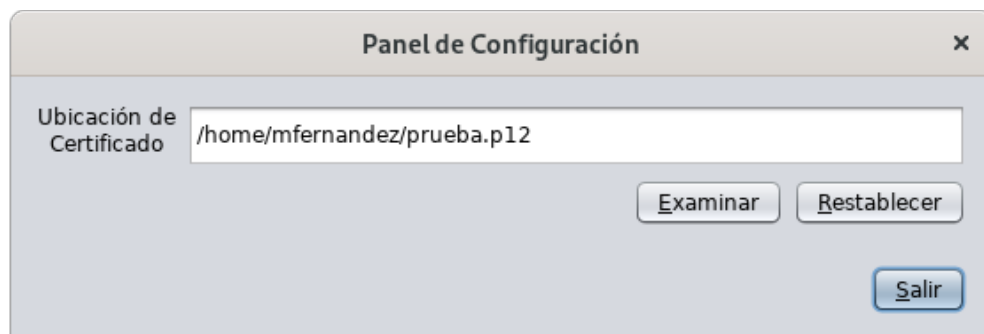 Panel de Configuración
Ubicación de
Certificado
/home/mfernandez/prueba.p12
Examinar
Restablecer
Salir